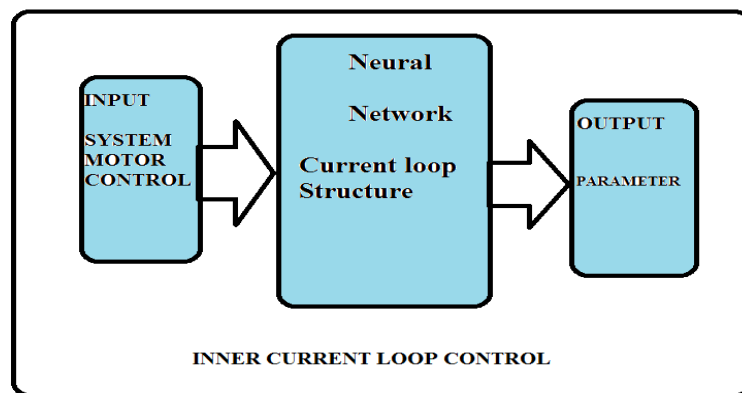 INPUT
SYSTEM
MOTOR
CONTROL
Neural
Network
Current loop
Structure
OUTPUT
PARAMETER
INNER CURRENT LOOP CONTROL